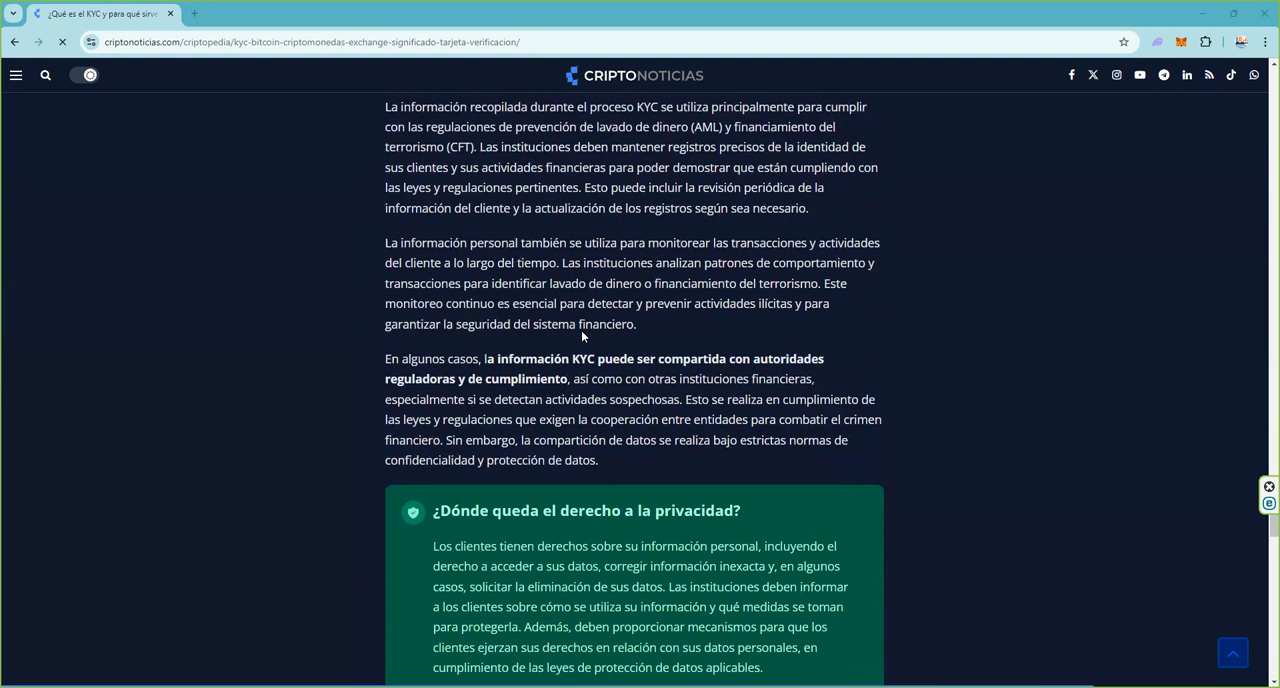 ¿Qué es el KYC y para qué sirve
criptonoticias.com/criptopedia/kyc-bitcoin-criptomonedas-exchange-significado-tarjeta-verificacion/
CRIPTONOTICIAS
La información recopilada durante el proceso KYC se utiliza principalmente para cumplir
con las regulaciones de prevención de lavado de dinero (AML) y financiamiento del
terrorismo (CFT). Las instituciones deben mantener registros precisos de la identidad de
sus clientes y sus actividades financieras para poder demostrar que están cumpliendo con
las leyes y regulaciones pertinentes. Esto puede incluir la revisión periódica de la
información del cliente y la actualización de los registros según sea necesario.
La información personal también se utiliza para monitorear las transacciones y actividades
del cliente a lo largo del tiempo. Las instituciones analizan patrones de comportamiento y
transacciones para identificar lavado de dinero o financiamiento del terrorismo. Este
monitoreo continuo es esencial para detectar y prevenir actividades ilícitas y para
garantizar la seguridad del sistema financiero.
En algunos casos, la información KYC puede ser compartida con autoridades
reguladoras y de cumplimiento, así como con otras instituciones financieras,
especialmente si se detectan actividades sospechosas. Esto se realiza en cumplimiento de
las leyes y regulaciones que exigen la cooperación entre entidades para combatir el crimen
financiero. Sin embargo, la compartición de datos se realiza bajo estrictas normas de
confidencialidad y protección de datos.
¿Dónde queda el derecho a la privacidad?
Los clientes tienen derechos sobre su información personal, incluyendo el
derecho a acceder a sus datos, corregir información inexacta y, en algunos
casos, solicitar la eliminación de sus datos. Las instituciones deben informar
a los clientes sobre cómo se utiliza su información y qué medidas se toman
para protegerla. Además, deben proporcionar mecanismos para que los
clientes ejerzan sus derechos en relación con sus datos personales, en
cumplimiento de las leyes de protección de datos aplicables.